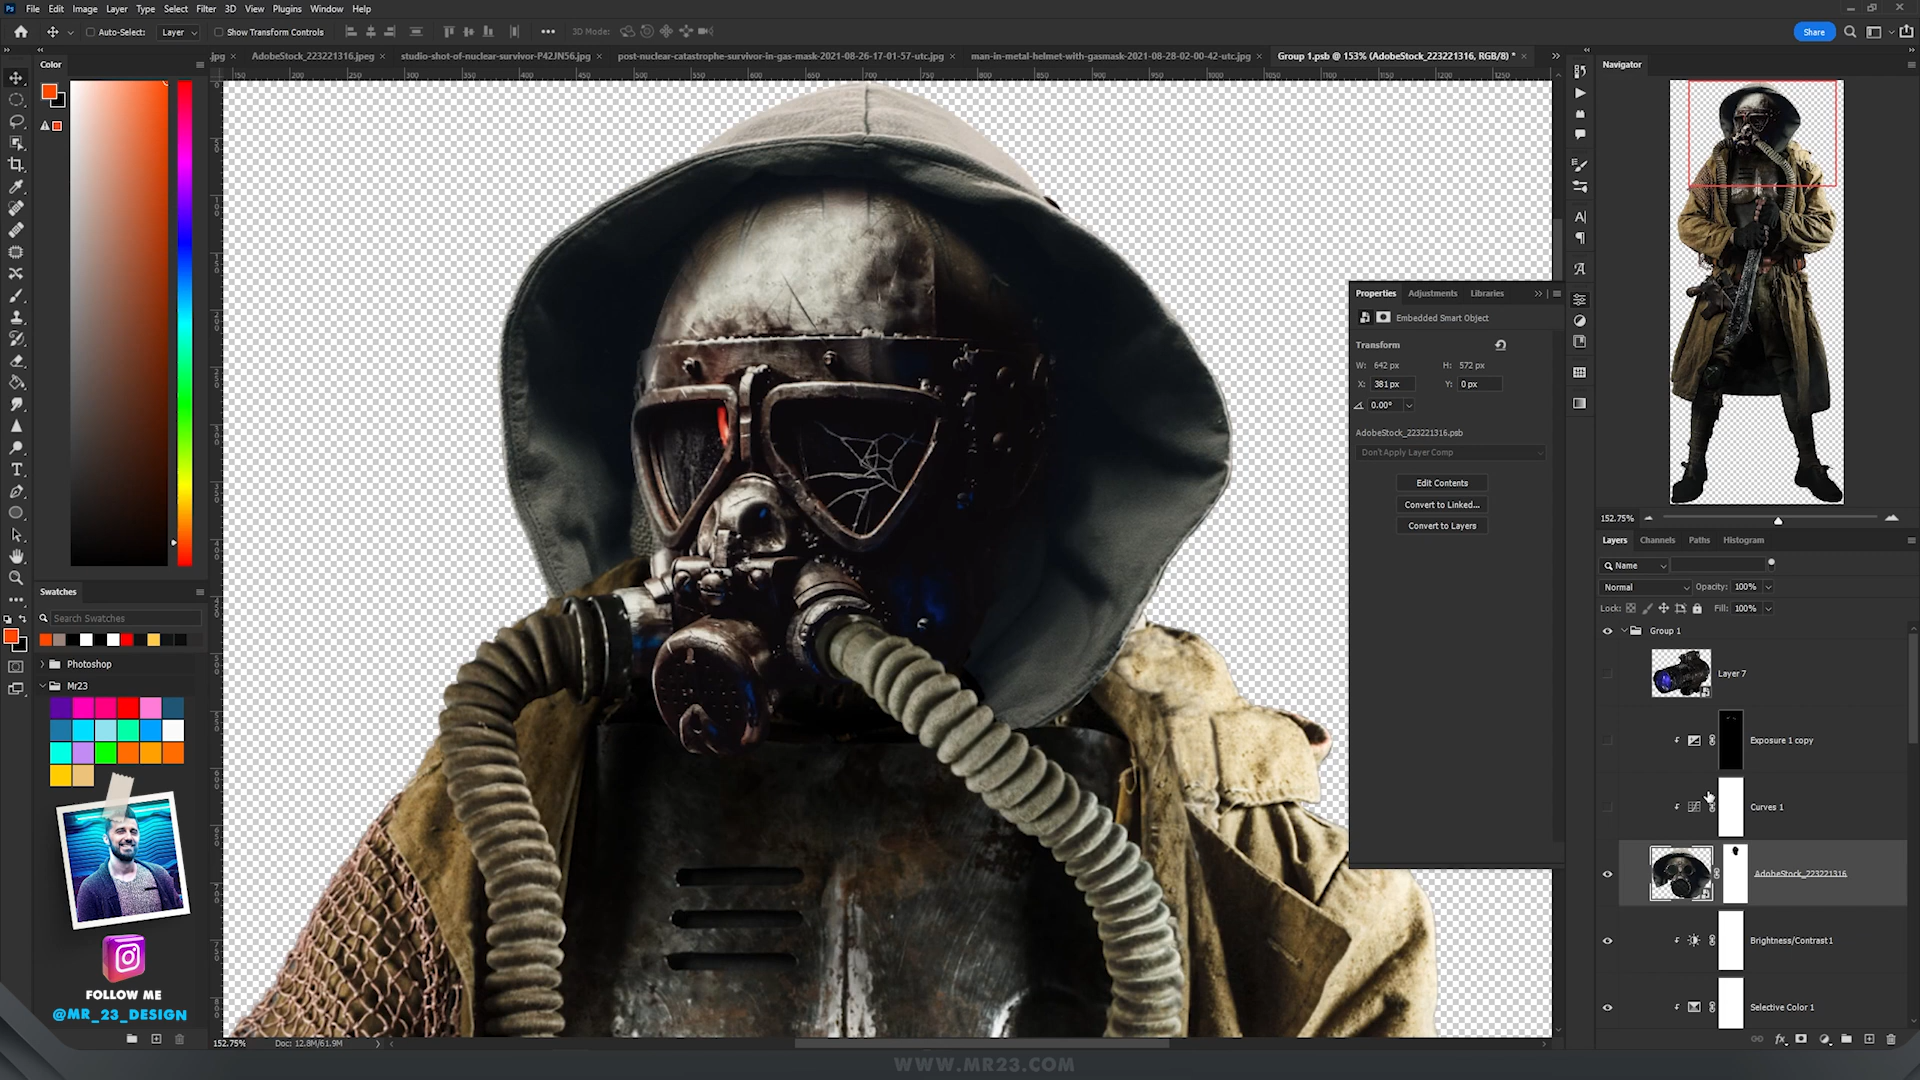 File Edit Image Layer Type Select Filter 3D View Plugins Window Help
Auto-Select: Layer Show Transform Controls 3D Mode: Share
.jpg × AdobeStock_223221316.jpeg × studio-shot-of-nuclear-survivor-P42JN56.jpg × post-nuclear-catastrophe-survivor-in-gas-mask-2021-08-26-17-01-57-utc.jpg × man-in-metal-helmet-with-gasmask-2021-08-28-02-00-42-utc.jpg × Group 1.psb @ 153% (AdobeStock_223221316, RGB/8) * ×
Color
Navigator
Properties Adjustments Libraries
Embedded Smart Object
Transform
W: 642 px H: 572 px
X: 381 px Y: 0 px
0.00°
AdobeStock_223221316.psb
Don't Apply Layer Comp
Edit Contents
Convert to Linked...
Convert to Layers
152.75%
Layers Channels Paths Histogram
Name
Normal Opacity: 100%
Lock: Fill: 100%
Group 1
Layer 7
Exposure 1 copy
Curves 1
AdobeStock_223221316
Brightness/Contrast 1
Selective Color 1
Swatches
Search Swatches
Photoshop
Mr23
FOLLOW ME
@MR_23_DESIGN
152.75% Doc: 12.8M/61.9M
WWW.MR23.COM